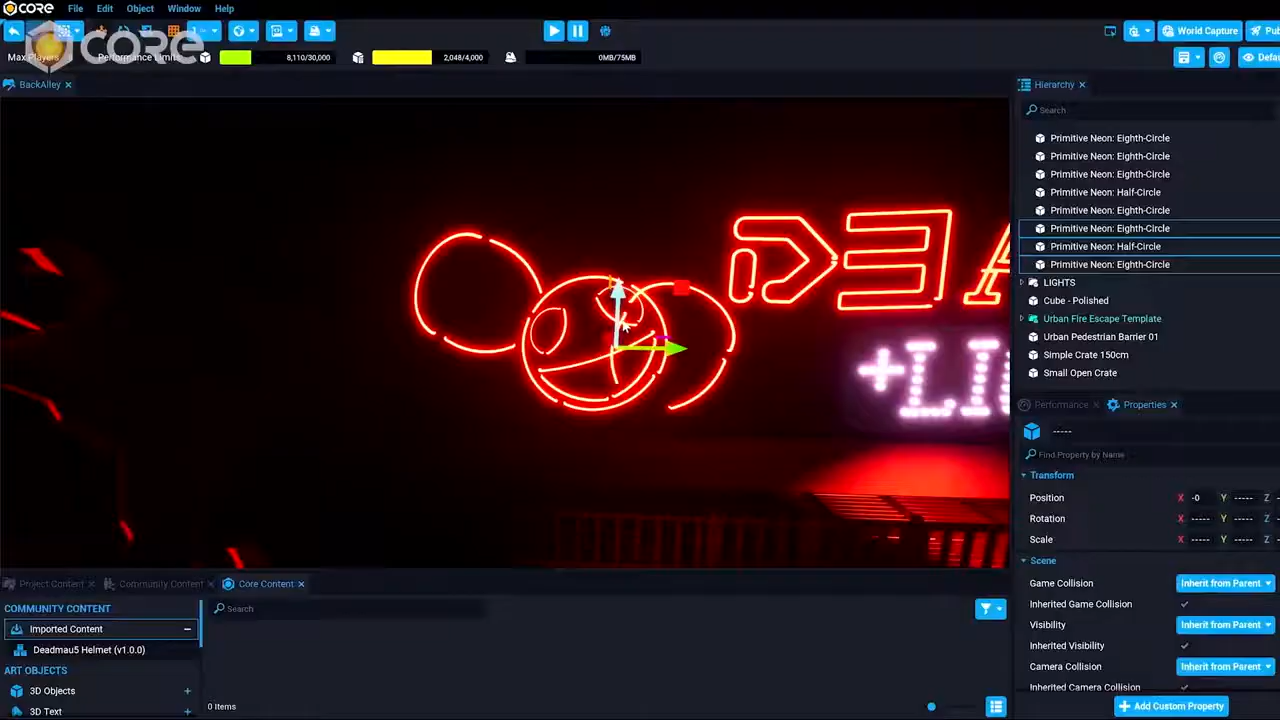 CORE File Edit Object Window Help
World Capture Pub
CORE
Max Players Performance Limits 8,110/30,000 2,048/4,000 0MB/75MB Defau
BackAlley Hierarchy
Search
Primitive Neon: Eighth-Circle
Primitive Neon: Eighth-Circle
Primitive Neon: Eighth-Circle
Primitive Neon: Half-Circle
Primitive Neon: Eighth-Circle
Primitive Neon: Eighth-Circle
Primitive Neon: Half-Circle
Primitive Neon: Eighth-Circle
LIGHTS
Cube - Polished
Urban Fire Escape Template
Urban Pedestrian Barrier 01
Simple Crate 150cm
Small Open Crate
DEA
+LI
Performance Properties
-----
Find Property by Name
Transform
Position X -0 Y ----- Z
Rotation X ----- Y ----- Z
Scale X ----- Y ----- Z
Scene
Game Collision Inherit from Parent
Inherited Game Collision
Visibility Inherit from Parent
Inherited Visibility
Camera Collision Inherit from Parent
Inherited Camera Collision
Add Custom Property
Project Content Community Content Core Content
COMMUNITY CONTENT Search
Imported Content
Deadmau5 Helmet (v1.0.0)
ART OBJECTS
3D Objects
3D Text
0 Items